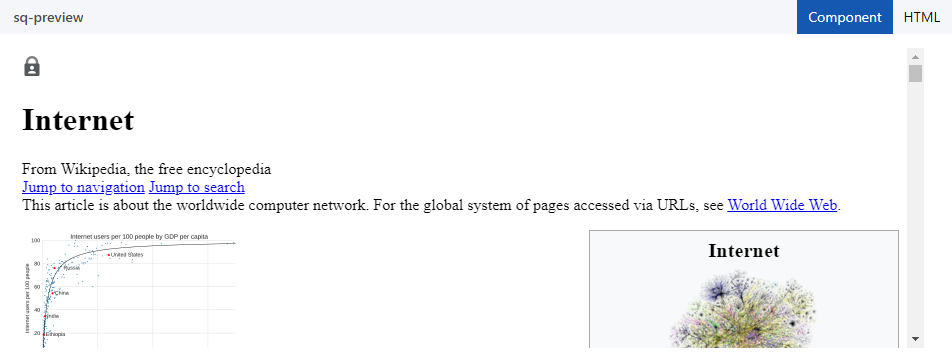 sq-preview
Component
HTML
Internet
From Wikipedia, the free encyclopedia
Jump to navigation Jump to search
This article is about the worldwide computer network. For the global system of pages accessed via URLs, see World Wide Web.
Internet users per 100 people by GDP per capita
Internet users per 100 people
100
80
60
40
20
United States
Russia
China
India
Ethiopia
Internet